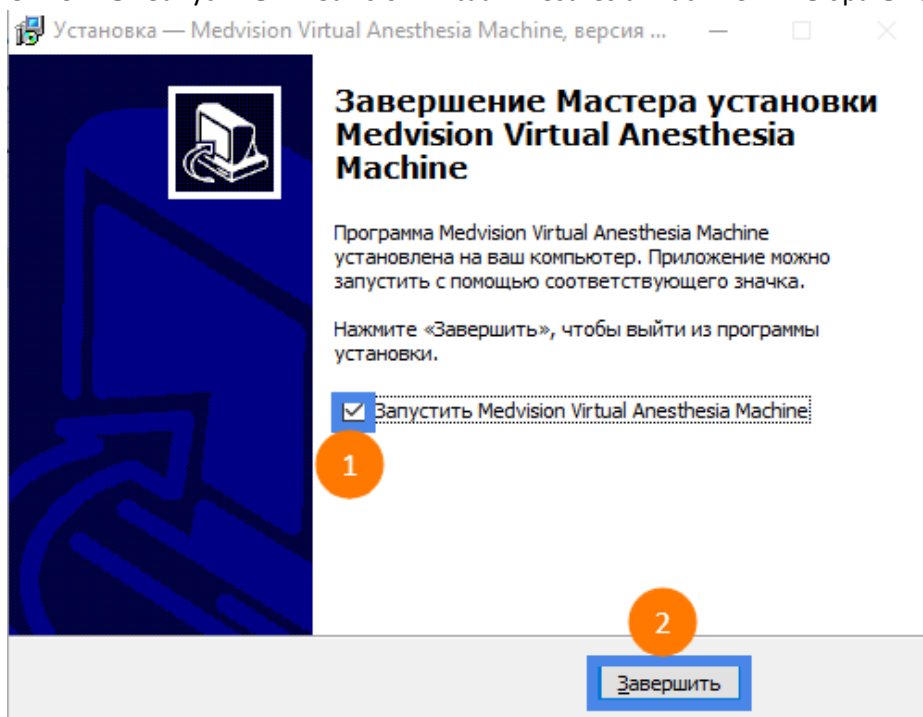 Установка — Medvision Virtual Anesthesia Machine, версия ...
Завершение Мастера установки
Medvision Virtual Anesthesia
Machine
Программа Medvision Virtual Anesthesia Machine
установлена на ваш компьютер. Приложение можно
запустить с помощью соответствующего значка.
Нажмите «Завершить», чтобы выйти из программы
установки.
Запустить Medvision Virtual Anesthesia Machine
1
2
Завершить